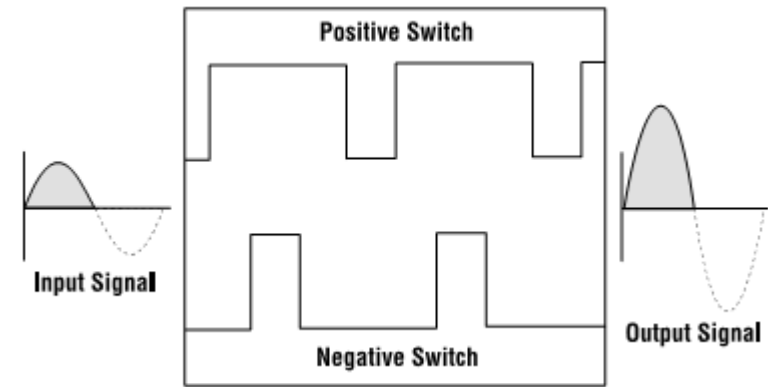 Positive Switch
Input Signal
Negative Switch
Output Signal